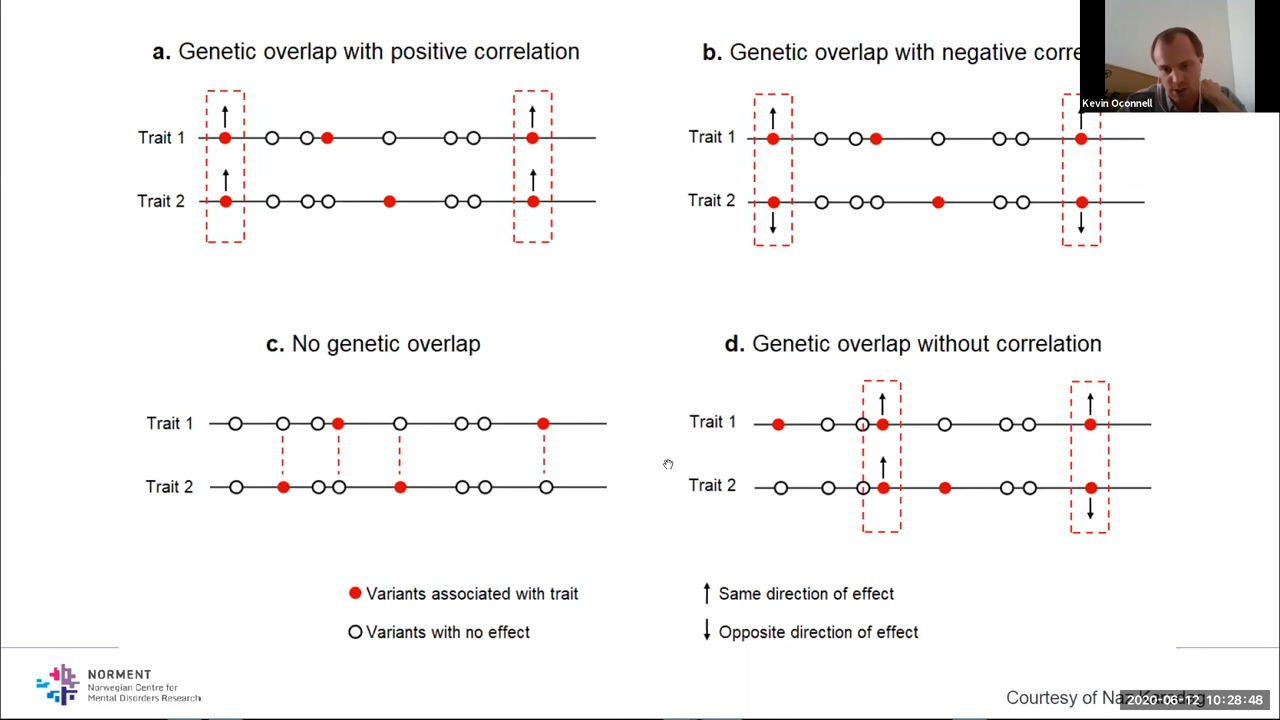 a. Genetic overlap with positive correlation
Trait 1
Trait 2
b. Genetic overlap with negative
Kevin Oconnell
Trait 1
Trait 2
c. No genetic overlap
Trait 1
Trait 2
d. Genetic overlap without correlation
Trait 1
Trait 2
Variants associated with trait
Variants with no effect
Same direction of effect
Opposite direction of effect
NORMENT
Norwegian Centre for
Mental Disorders Research
Courtesy of
2020-06-12 10:28:48